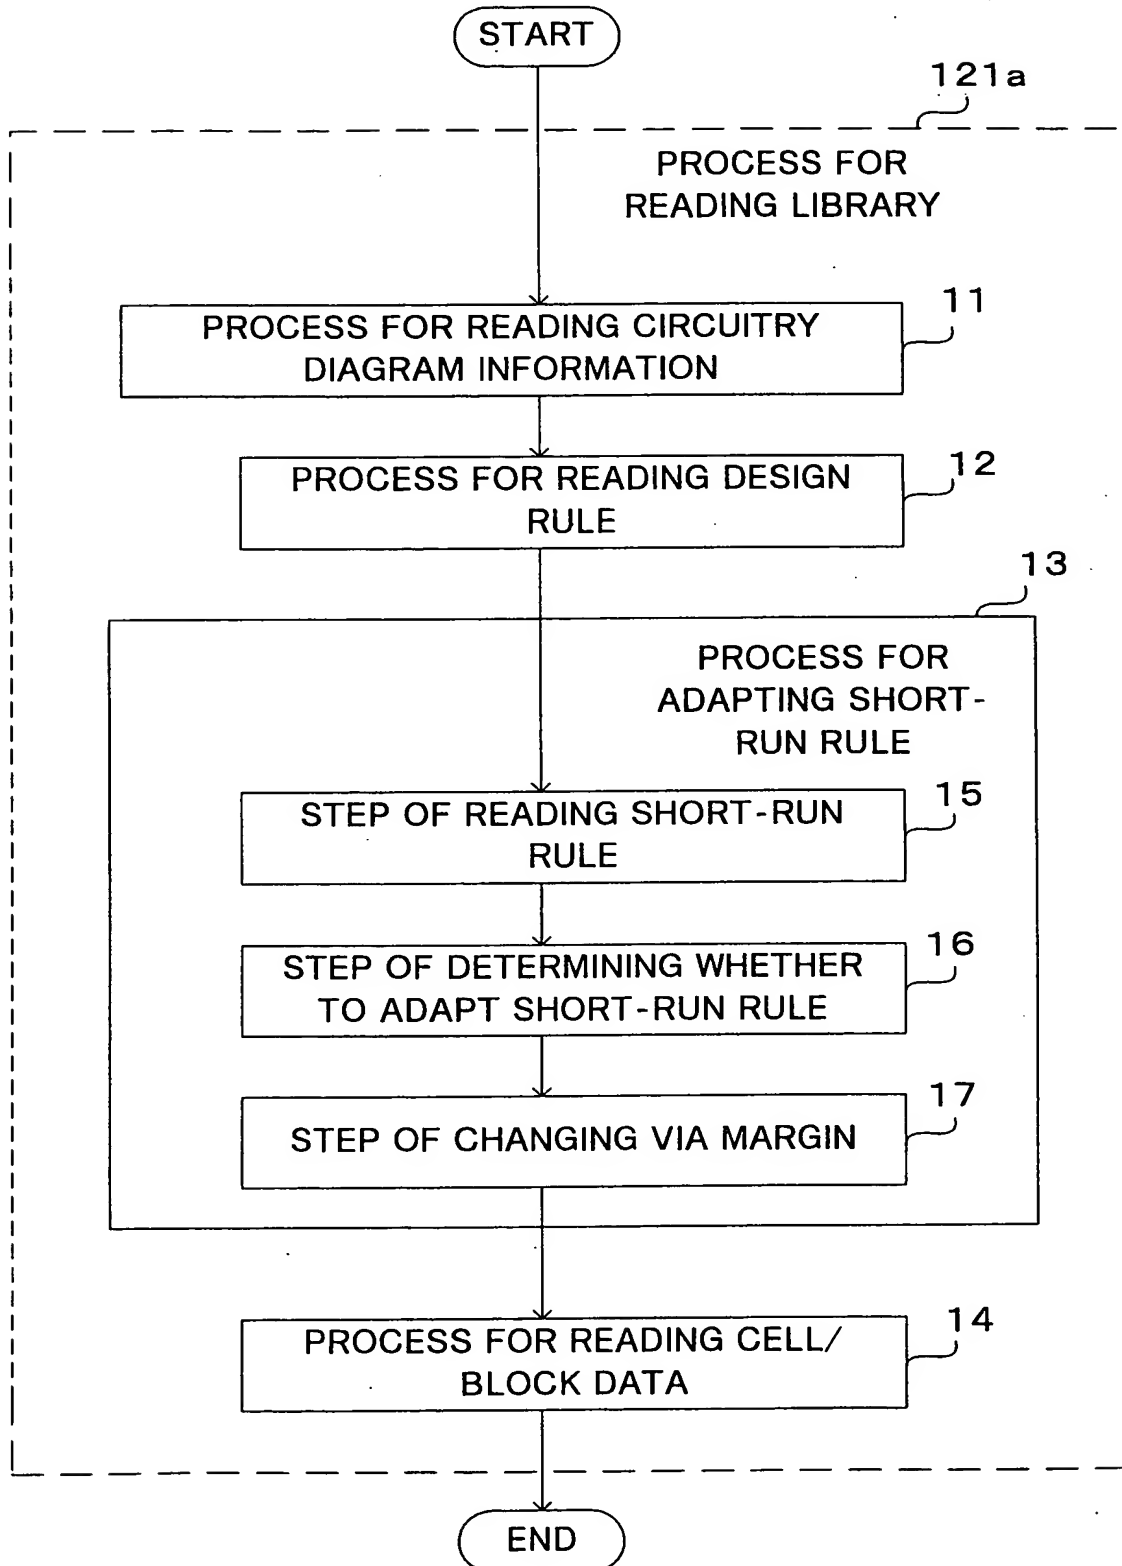 START
121a
PROCESS FOR
READING LIBRARY
11
PROCESS FOR READING CIRCUITRY
DIAGRAM INFORMATION
12
PROCESS FOR READING DESIGN
RULE
13
PROCESS FOR
ADAPTING SHORT-
RUN RULE
15
STEP OF READING SHORT-RUN
RULE
16
STEP OF DETERMINING WHETHER
TO ADAPT SHORT-RUN RULE
17
STEP OF CHANGING VIA MARGIN
14
PROCESS FOR READING CELL/
BLOCK DATA
END